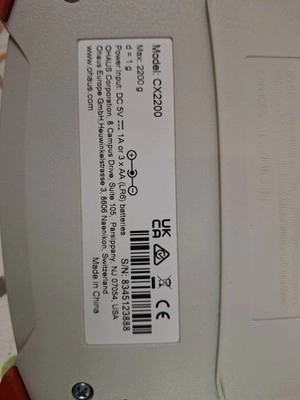 Model: CX2200
Max: 2200 g
d = 1 g
Power input: DC 5V 1A or 3 x AA (LR6) batteries
OHAUS Corporation, 8 Campus Drive, Suite 105, Parsippany, NJ 07054, USA
Ohaus Europe GmbH, Heuwinkelstrasse 3, 8606 Naenikon, Switzerland
www.ohaus.com
Made in China
UK
CA
CE
S/N: 8345123888